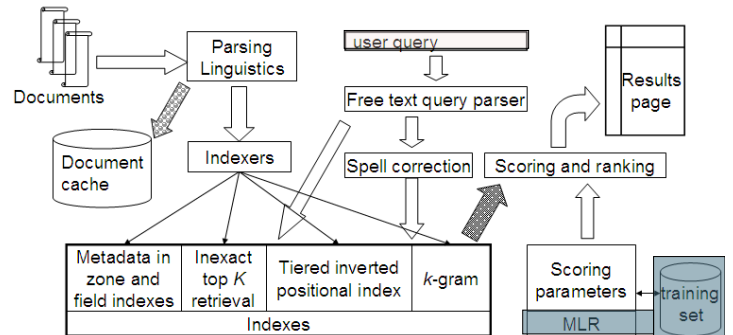 Documents
Parsing
Linguistics
user query
Results
page
Free text query parser
Document
cache
Indexers
Spell correction
Scoring and ranking
Metadata in
zone and
field indexes
Inexact
top K
retrieval
Tiered inverted
positional index
k-gram
Indexes
Scoring
parameters
MLR
training
set